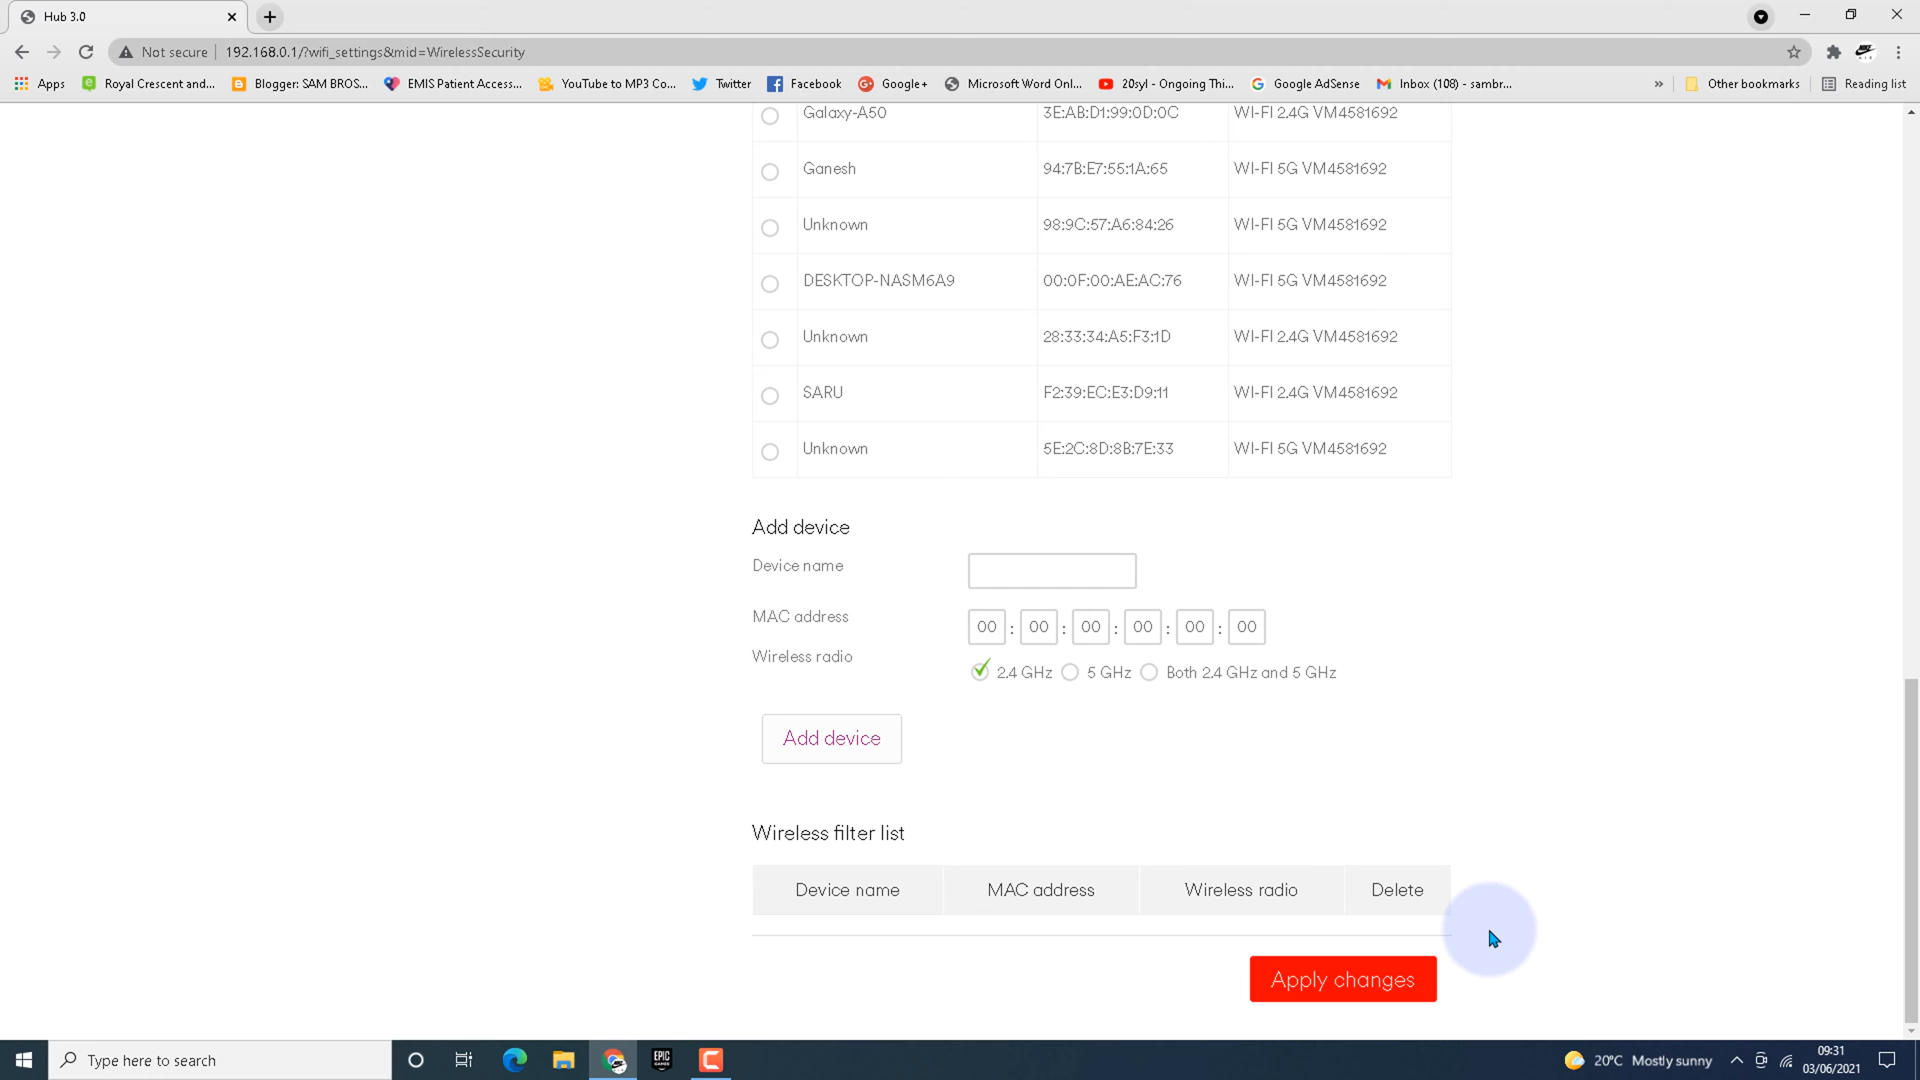 Hub 3.0
Not secure 192.168.0.1/?wifi_settings&mid=WirelessSecurity
Apps Royal Crescent and... Blogger: SAM BROS... EMIS Patient Access... YouTube to MP3 Co... Twitter Facebook Google+ Microsoft Word Onl... 20syl - Ongoing Thi... Google AdSense Inbox (108) - sambr... » Other bookmarks Reading list
Galaxy-A50 3E:AB:D1:99:0D:0C WI-FI 2.4G VM4581692
Ganesh 94:7B:E7:55:1A:65 WI-FI 5G VM4581692
Unknown 98:9C:57:A6:84:26 WI-FI 5G VM4581692
DESKTOP-NASM6A9 00:0F:00:AE:AC:76 WI-FI 5G VM4581692
Unknown 28:33:34:A5:F3:1D WI-FI 2.4G VM4581692
SARU F2:39:EC:E3:D9:11 WI-FI 2.4G VM4581692
Unknown 5E:2C:8D:8B:7E:33 WI-FI 5G VM4581692
Add device
Device name
MAC address 00 : 00 : 00 : 00 : 00 : 00
Wireless radio 2.4 GHz 5 GHz Both 2.4 GHz and 5 GHz
Add device
Wireless filter list
Device name MAC address Wireless radio Delete
Apply changes
Type here to search EPIC GAMES 20°C Mostly sunny 09:31
03/06/2021